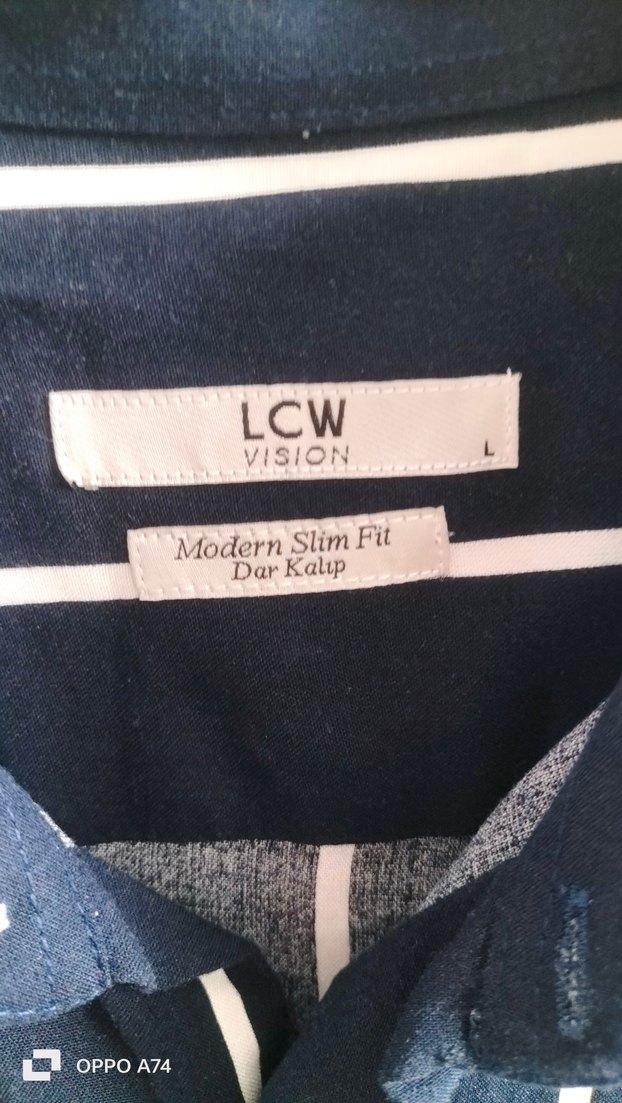 LCW
VISION
L
Modern Slim Fit
Dar Kalıp
OPPO A74